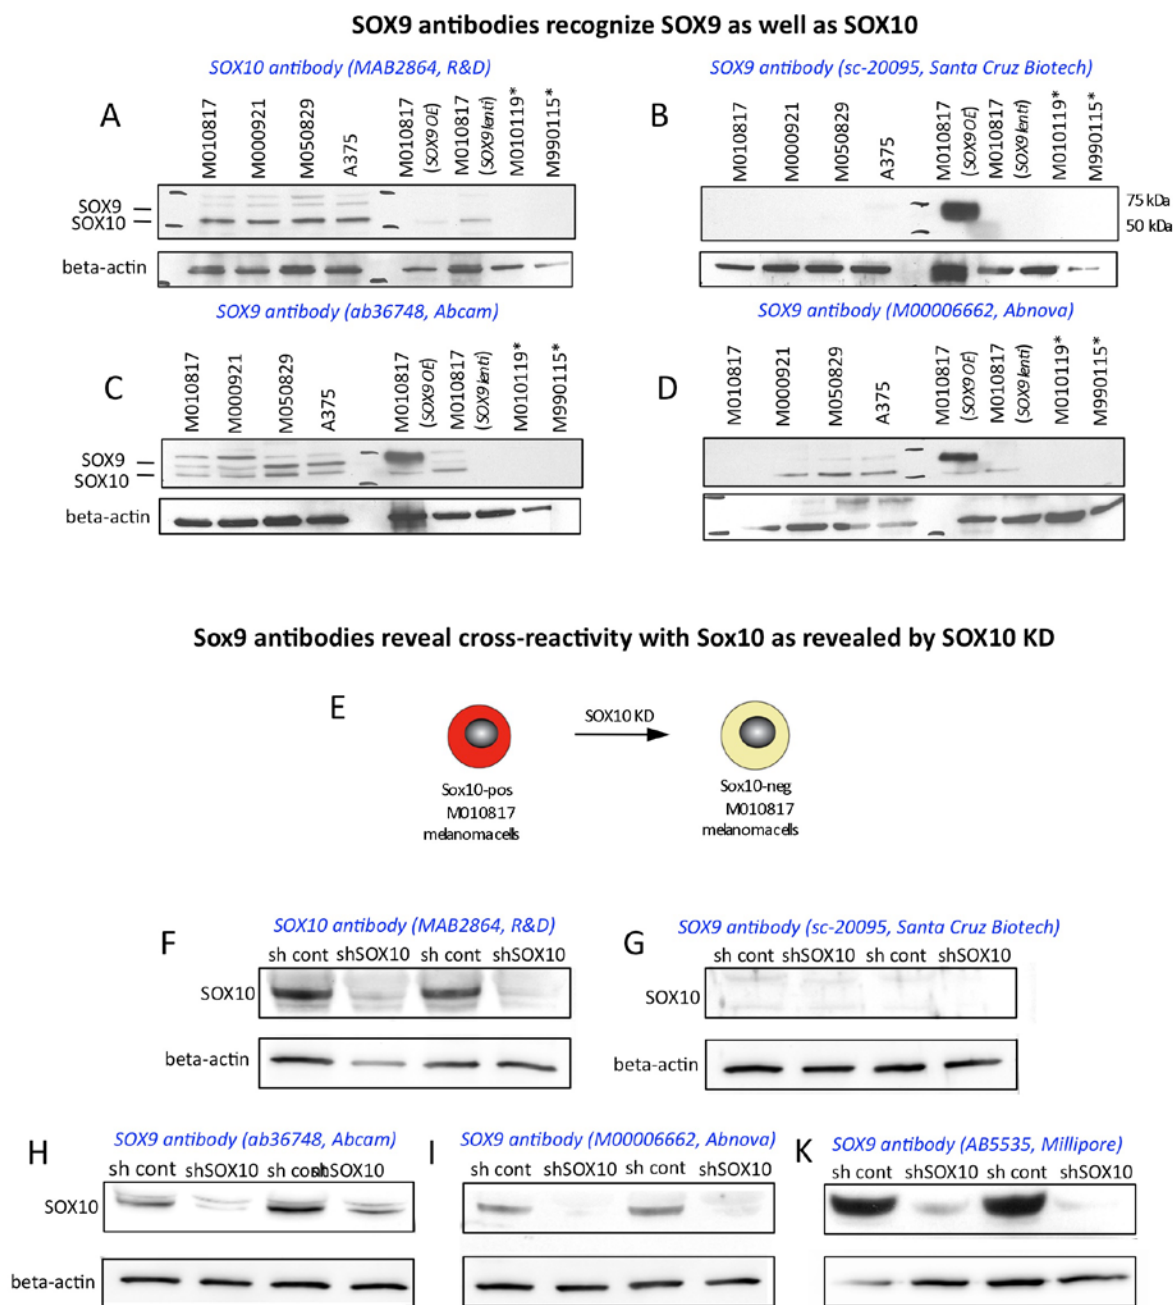 SOX9 antibodies recognize SOX9 as well as SOX10
SOX10 antibody (MAB2864, R&D)
A
M010817
M000921
M050829
A375
M010817
(SOX9 OE)
M010817
(SOX9 lenti)
M010119*
M990115*
SOX9
SOX10
beta-actin
SOX9 antibody (sc-20095, Santa Cruz Biotech)
B
M010817
M000921
M050829
A375
M010817
(SOX9 OE)
M010817
(SOX9 lenti)
M010119*
M990115*
75 kDa
50 kDa
SOX9 antibody (ab36748, Abcam)
C
M010817
M000921
M050829
A375
M010817
(SOX9 OE)
M010817
(SOX9 lenti)
M010119*
M990115*
SOX9
SOX10
beta-actin
SOX9 antibody (M00006662, Abnova)
D
M010817
M000921
M050829
A375
M010817
(SOX9 OE)
M010817
(SOX9 lenti)
M010119*
M990115*
Sox9 antibodies reveal cross-reactivity with Sox10 as revealed by SOX10 KD
E
SOX10 KD
Sox10-pos
M010817
melanomacells
Sox10-neg
M010817
melanomacells
SOX10 antibody (MAB2864, R&D)
F
sh cont shSOX10 sh cont shSOX10
SOX10
beta-actin
SOX9 antibody (sc-20095, Santa Cruz Biotech)
G
sh cont shSOX10 sh cont shSOX10
SOX10
beta-actin
SOX9 antibody (ab36748, Abcam)
H
sh cont shSOX10 sh cont shSOX10
SOX10
beta-actin
SOX9 antibody (M00006662, Abnova)
I
sh cont shSOX10 sh cont shSOX10
SOX9 antibody (AB5535, Millipore)
K
sh cont shSOX10 sh cont shSOX10